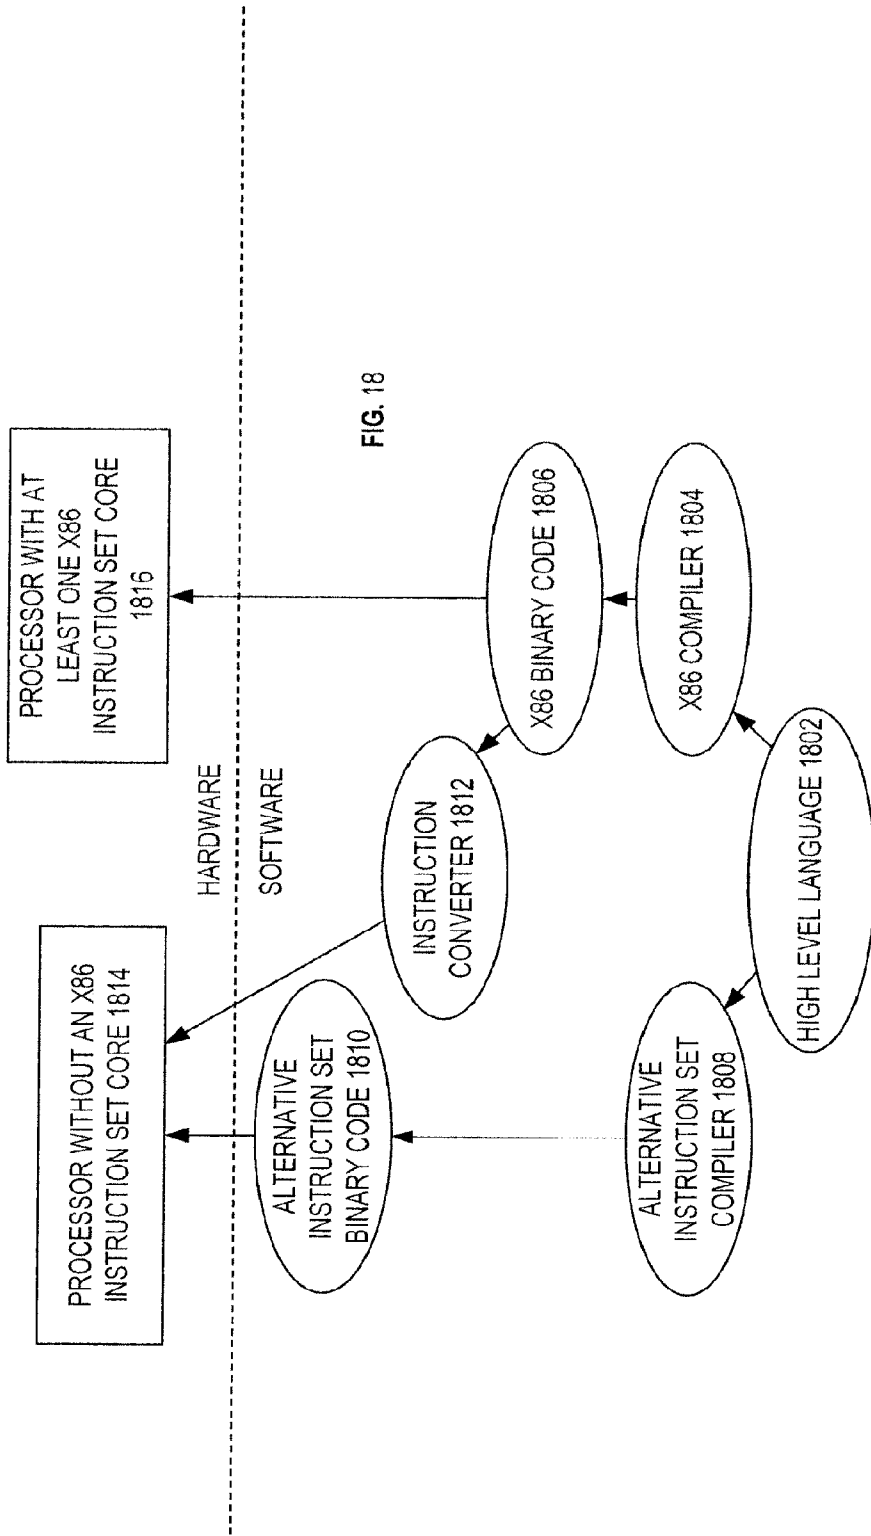 PROCESSOR WITHOUT AN X86
INSTRUCTION SET CORE 1814
PROCESSOR WITH AT
LEAST ONE X86
INSTRUCTION SET CORE
1816
HARDWARE
SOFTWARE
ALTERNATIVE
INSTRUCTION SET
BINARY CODE 1810
INSTRUCTION
CONVERTER 1812
FIG. 18
X86 BINARY CODE 1806
ALTERNATIVE
INSTRUCTION SET
COMPILER 1808
X86 COMPILER 1804
HIGH LEVEL LANGUAGE 1802